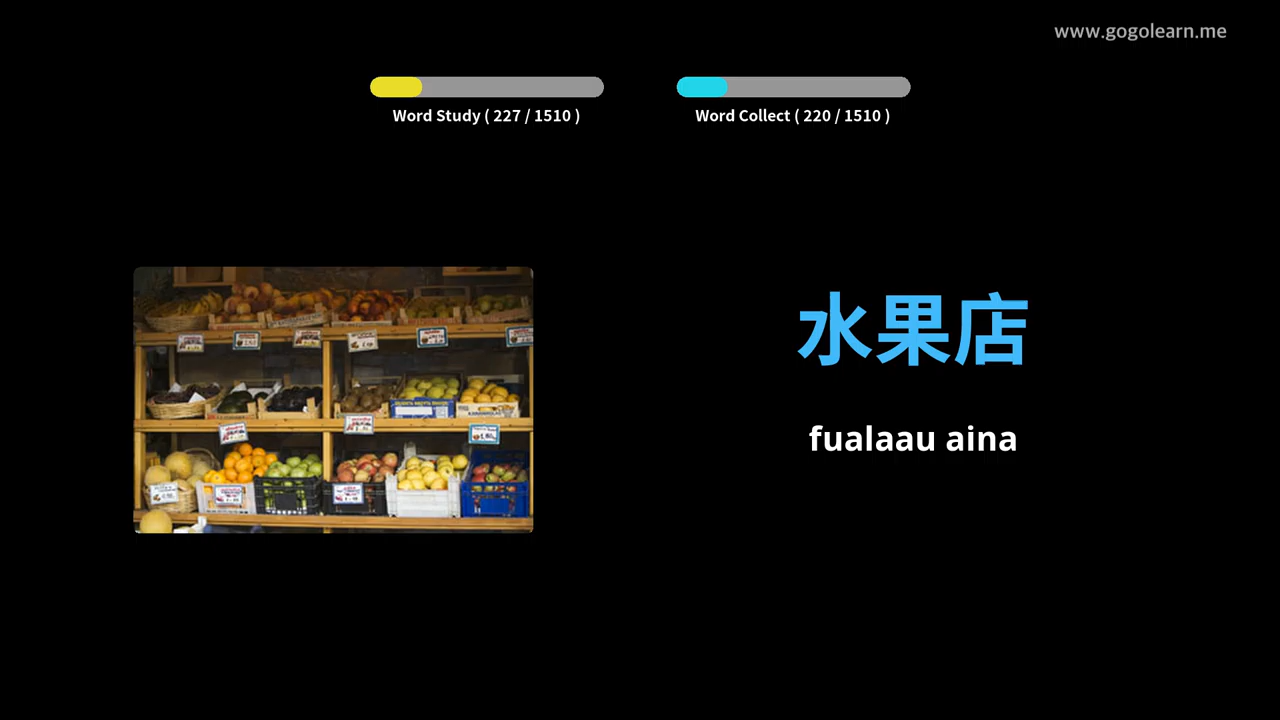 www.gogolearn.me
Word Study ( 227 / 1510 )
Word Collect ( 220 / 1510 )
水果店
fualaau aina